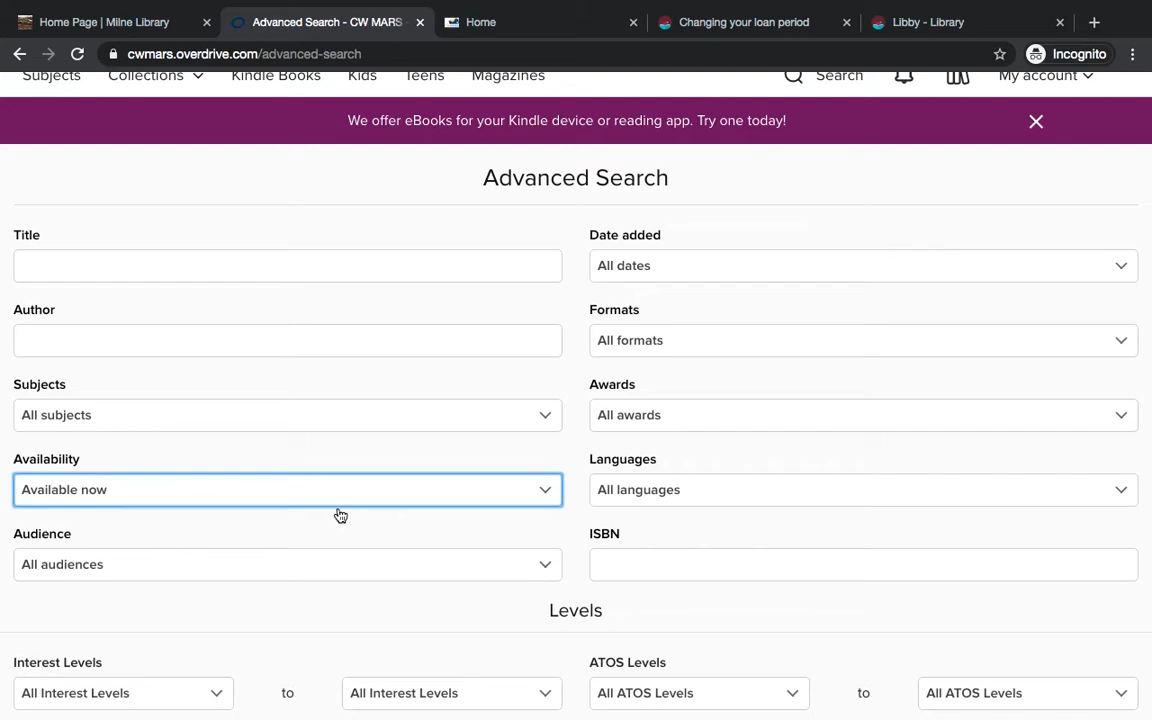 Home Page | Milne Library
Advanced Search - CW MARS
Home
Changing your loan period
Libby - Library
cwmars.overdrive.com/advanced-search
Incognito
Subjects Collections Kindle Books Kids Teens Magazines Search My account
We offer eBooks for your Kindle device or reading app. Try one today!
Advanced Search
Title
Date added
All dates
Author
Formats
All formats
Subjects
All subjects
Awards
All awards
Availability
Available now
Languages
All languages
Audience
All audiences
ISBN
Levels
Interest Levels
All Interest Levels to All Interest Levels
ATOS Levels
All ATOS Levels to All ATOS Levels